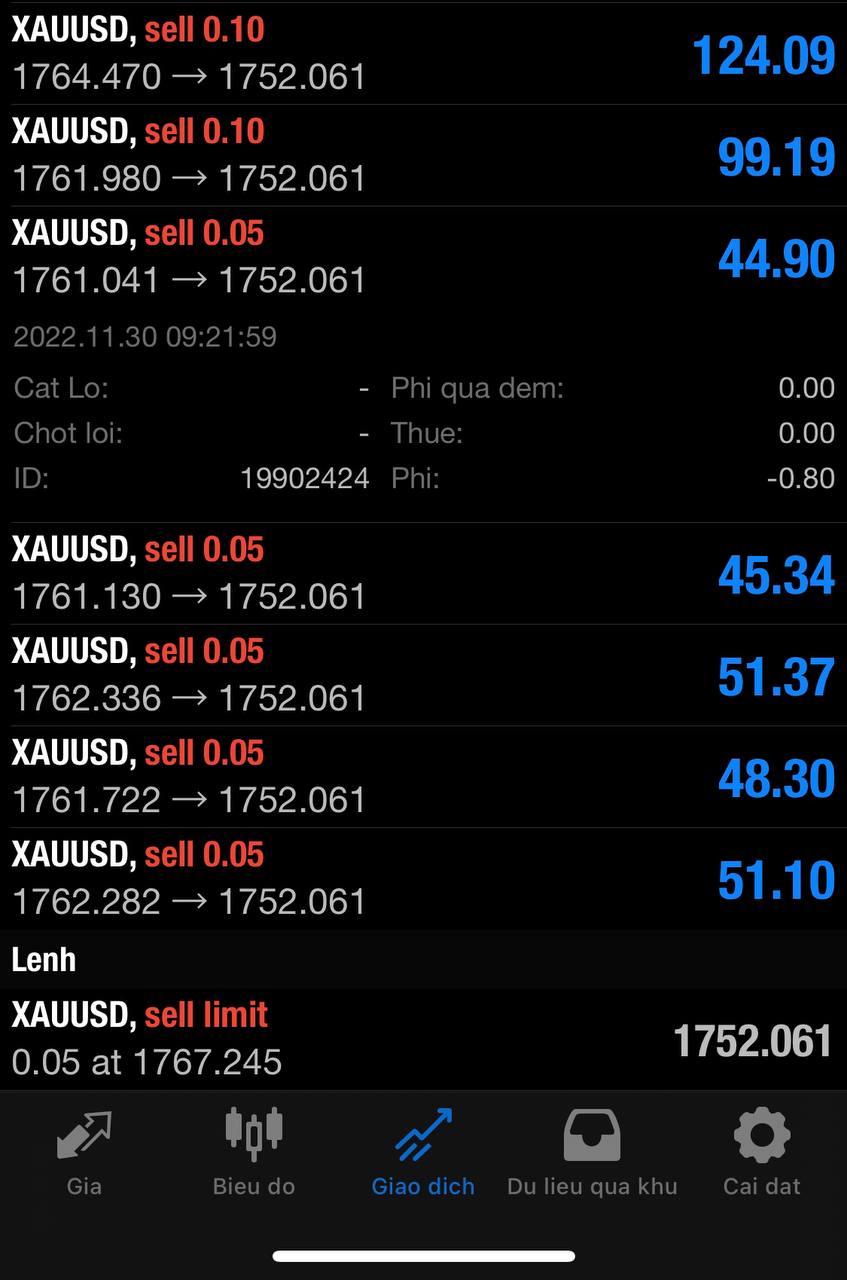 XAUUSD, sell 0.10
1764.470 → 1752.061 124.09
XAUUSD, sell 0.10
1761.980 → 1752.061 99.19
XAUUSD, sell 0.05
1761.041 → 1752.061 44.90
2022.11.30 09:21:59
Cat Lo: - Phi qua dem: 0.00
Chot loi: - Thue: 0.00
ID: 19902424 Phi: -0.80
XAUUSD, sell 0.05
1761.130 → 1752.061 45.34
XAUUSD, sell 0.05
1762.336 → 1752.061 51.37
XAUUSD, sell 0.05
1761.722 → 1752.061 48.30
XAUUSD, sell 0.05
1762.282 → 1752.061 51.10
Lenh
XAUUSD, sell limit
0.05 at 1767.245 1752.061
Gia Bieu do Giao dich Du lieu qua khu Cai dat